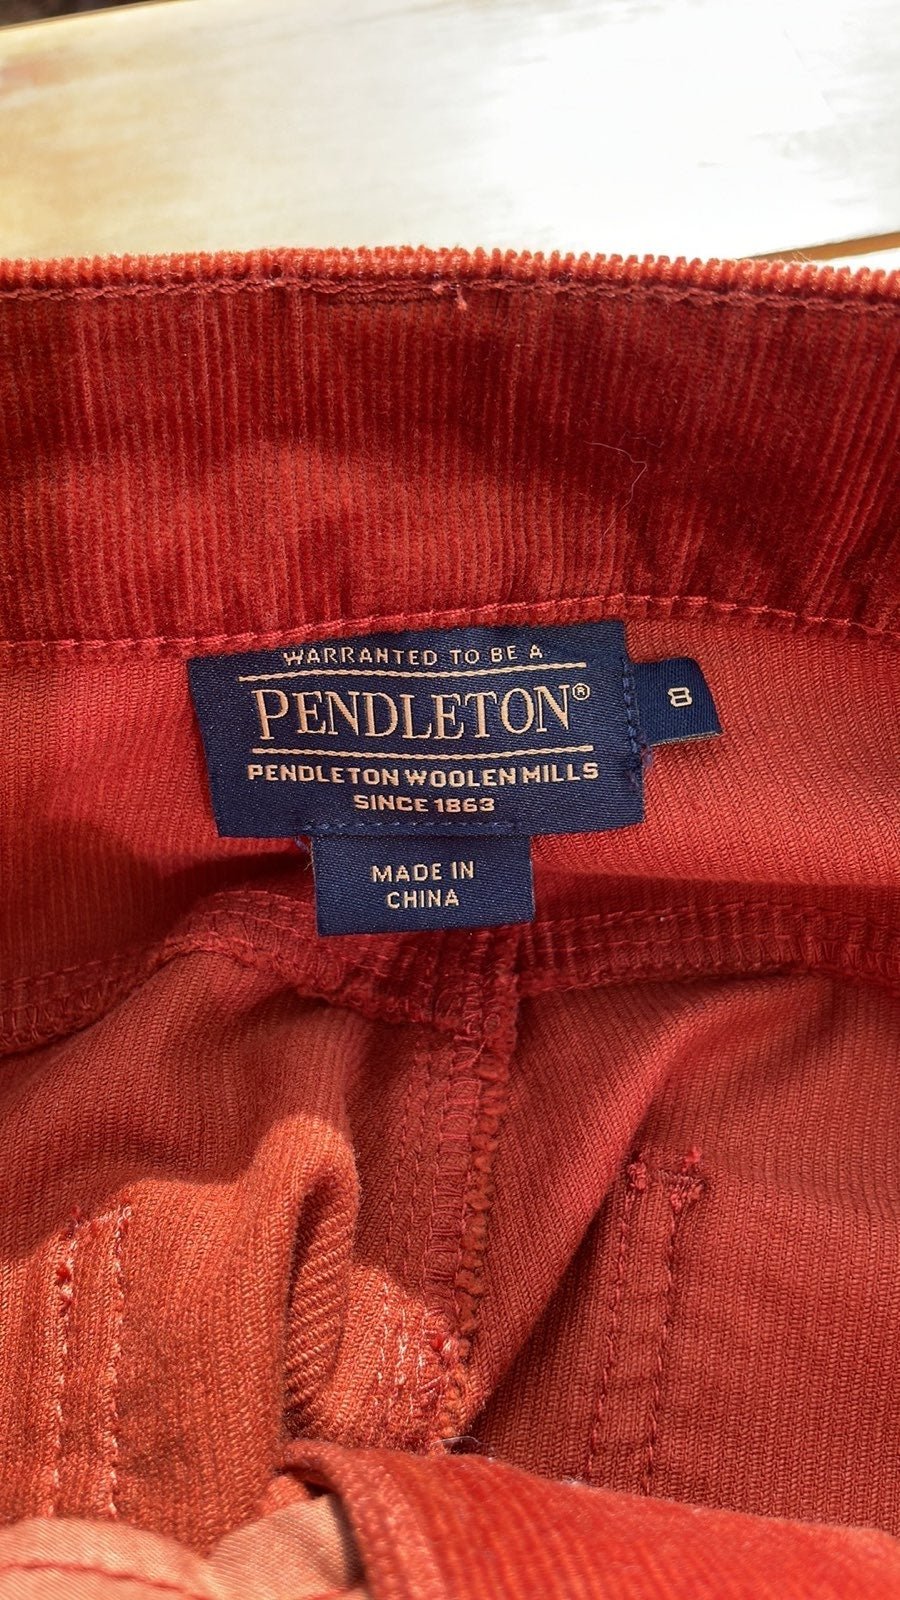 WARRANTED TO BE A
PENDLETON®
PENDLETON WOOLEN MILLS
SINCE 1863
8
MADE IN
CHINA